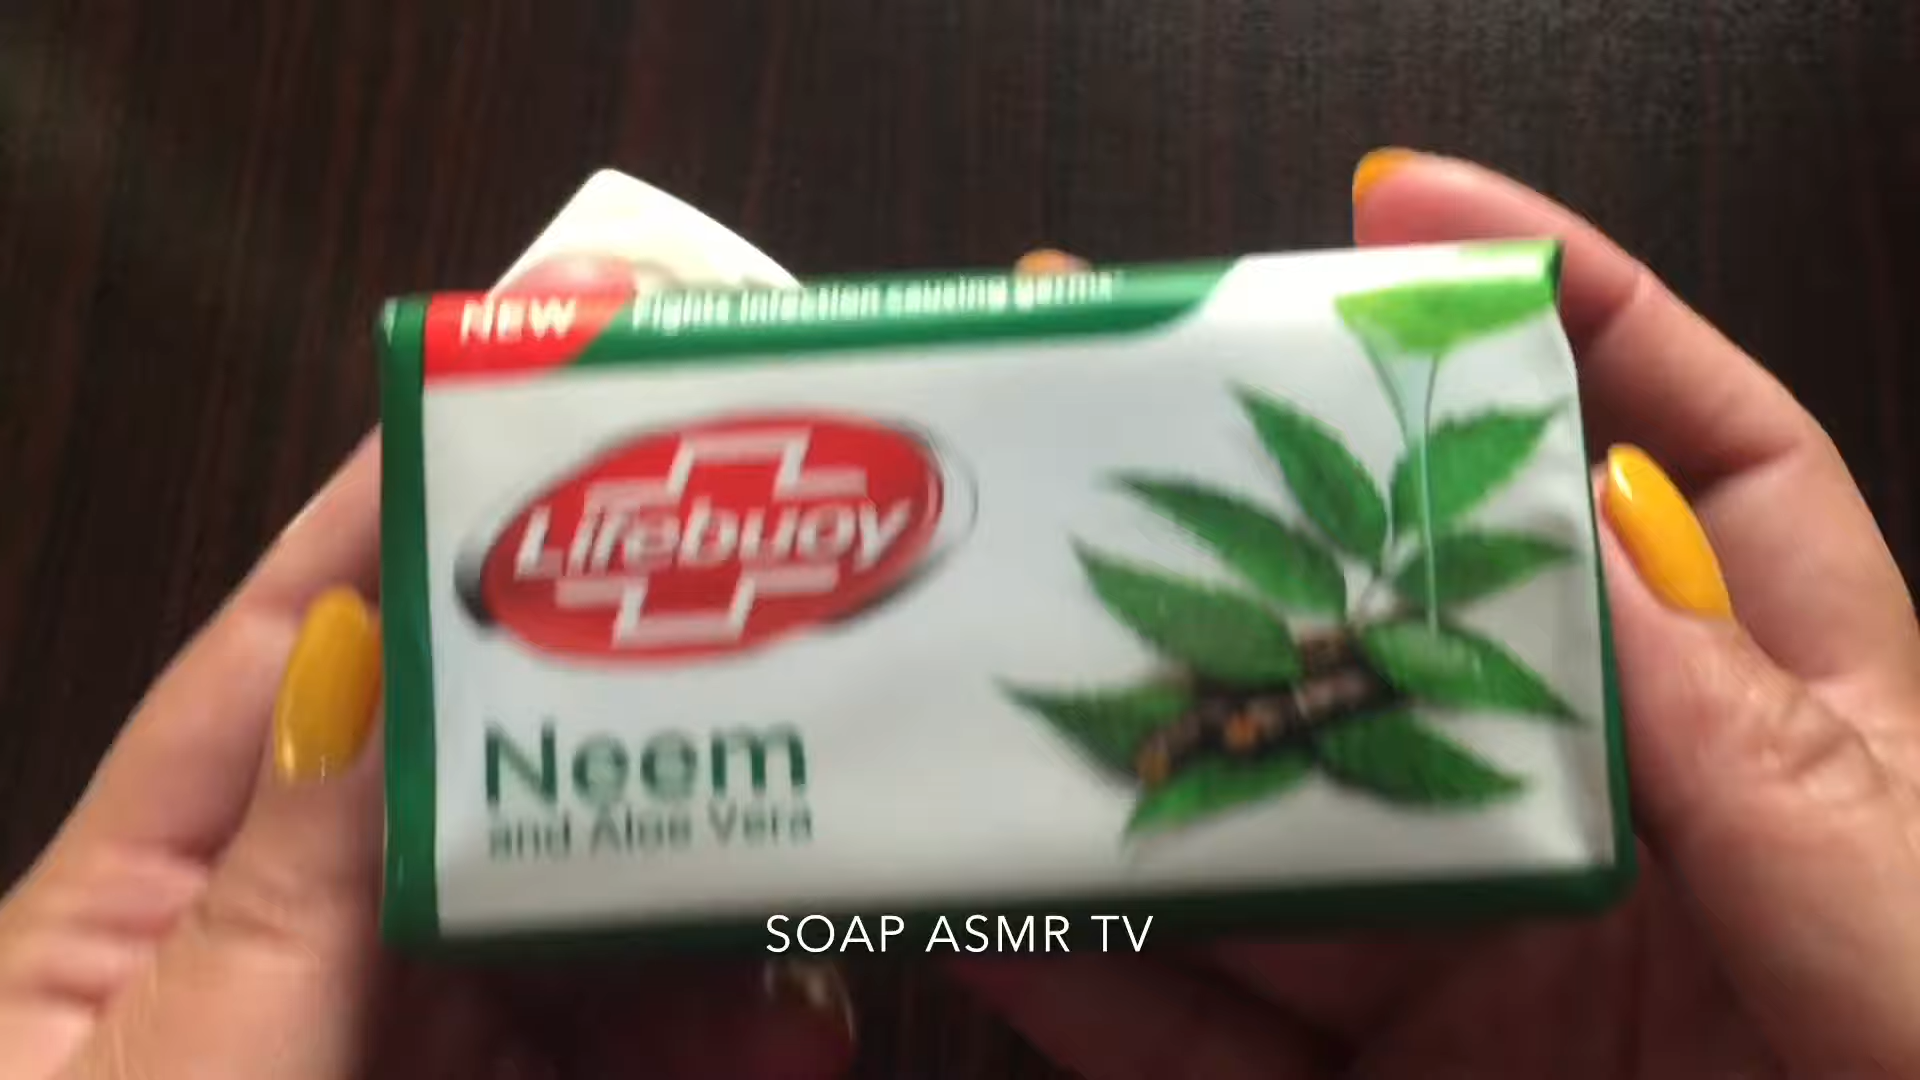 NEW
Fights infection causing germs*
Lifebuoy
Neem
and Aloe Vera
SOAP ASMR TV